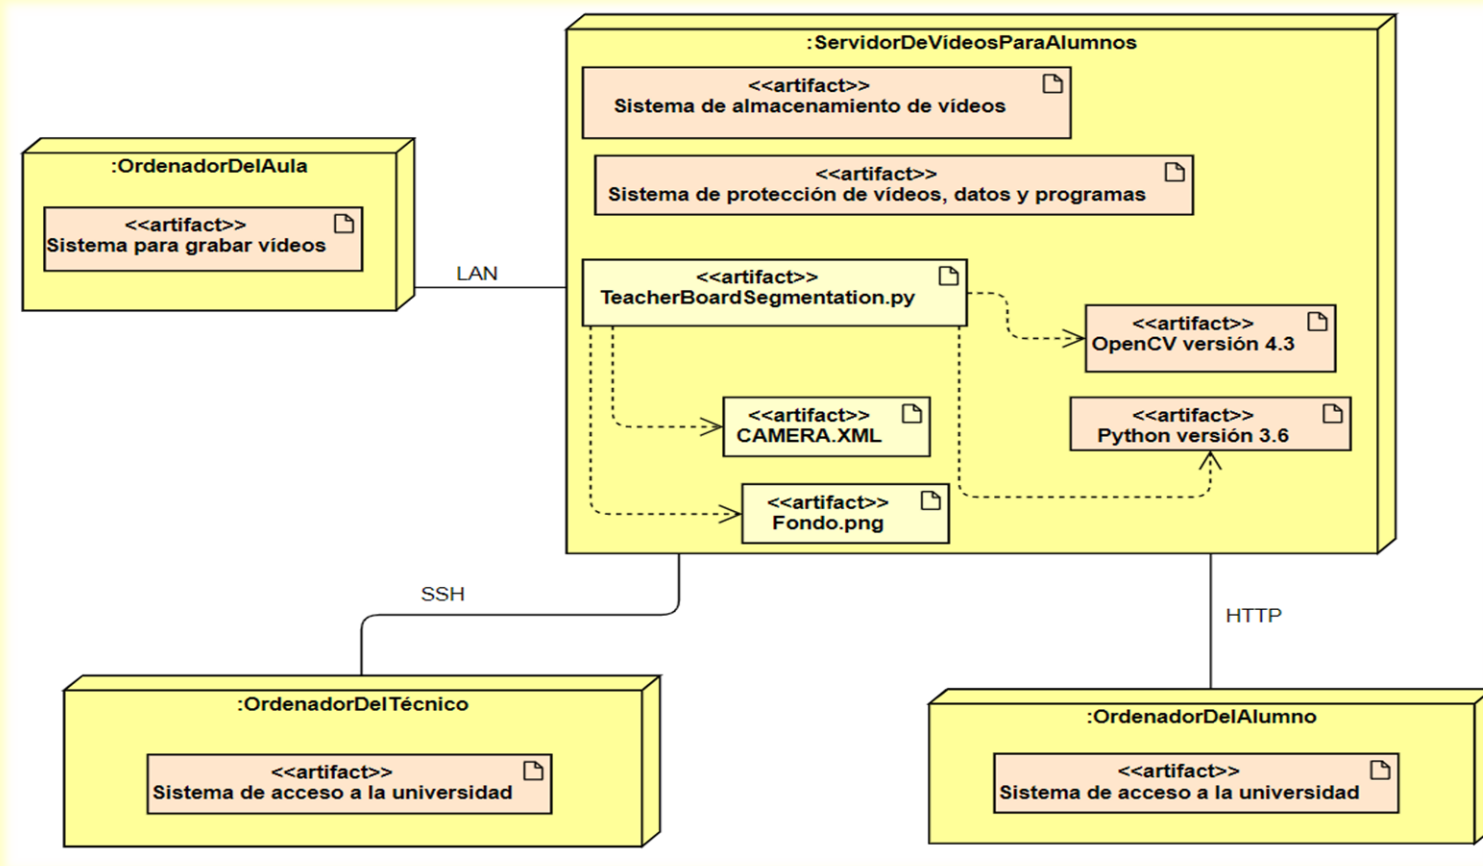 :ServidorDeVídeosParaAlumnos
<<artifact>>
Sistema de almacenamiento de vídeos
<<artifact>>
Sistema de protección de vídeos, datos y programas
:OrdenadorDelAula
<<artifact>>
Sistema para grabar vídeos
LAN
<<artifact>>
TeacherBoardSegmentation.py
<<artifact>>
OpenCV versión 4.3
<<artifact>>
CAMERA.XML
<<artifact>>
Python versión 3.6
<<artifact>>
Fondo.png
SSH
HTTP
:OrdenadorDelTécnico
<<artifact>>
Sistema de acceso a la universidad
:OrdenadorDelAlumno
<<artifact>>
Sistema de acceso a la universidad